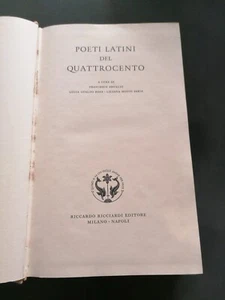 POETI LATINI
DEL
QUATTROCENTO
A CURA DI
FRANCESCO ARNALDI
LUCIA GUALDO ROSA · LILIANA MONTI SABIA
RICCARDO RICCIARDI EDITORE
MILANO · NAPOLI